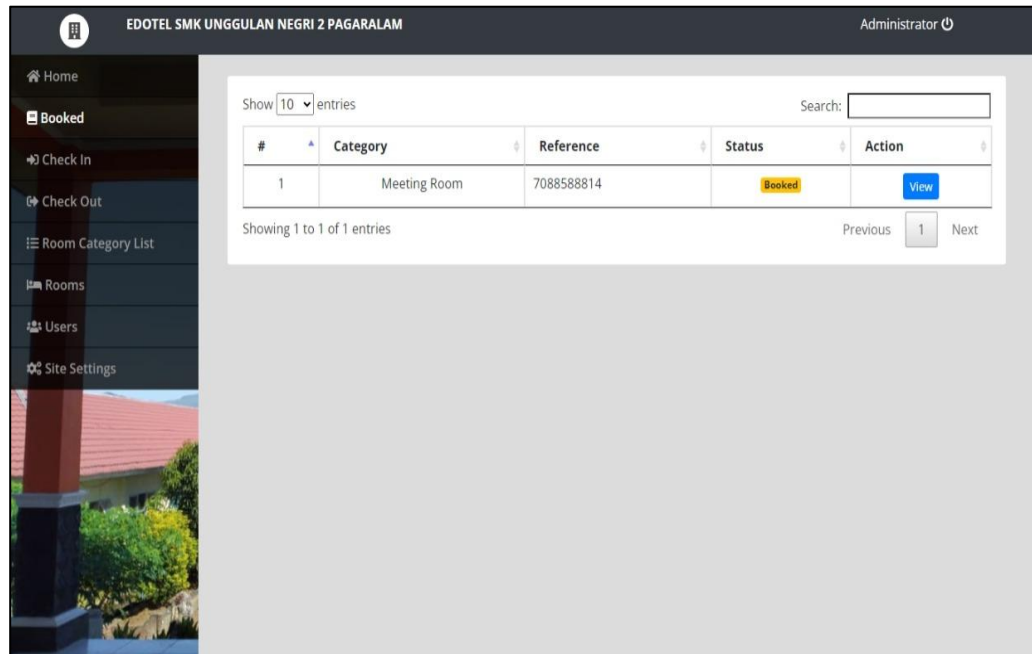 EDOTEL SMK UNGGULAN NEGRI 2 PAGARALAM
Administrator
Home
Booked
Check In
Check Out
Room Category List
Rooms
Users
Site Settings
Show 10 entries
Search:
# Category Reference Status Action
1 Meeting Room 7088588814 Booked View
Showing 1 to 1 of 1 entries
Previous 1 Next